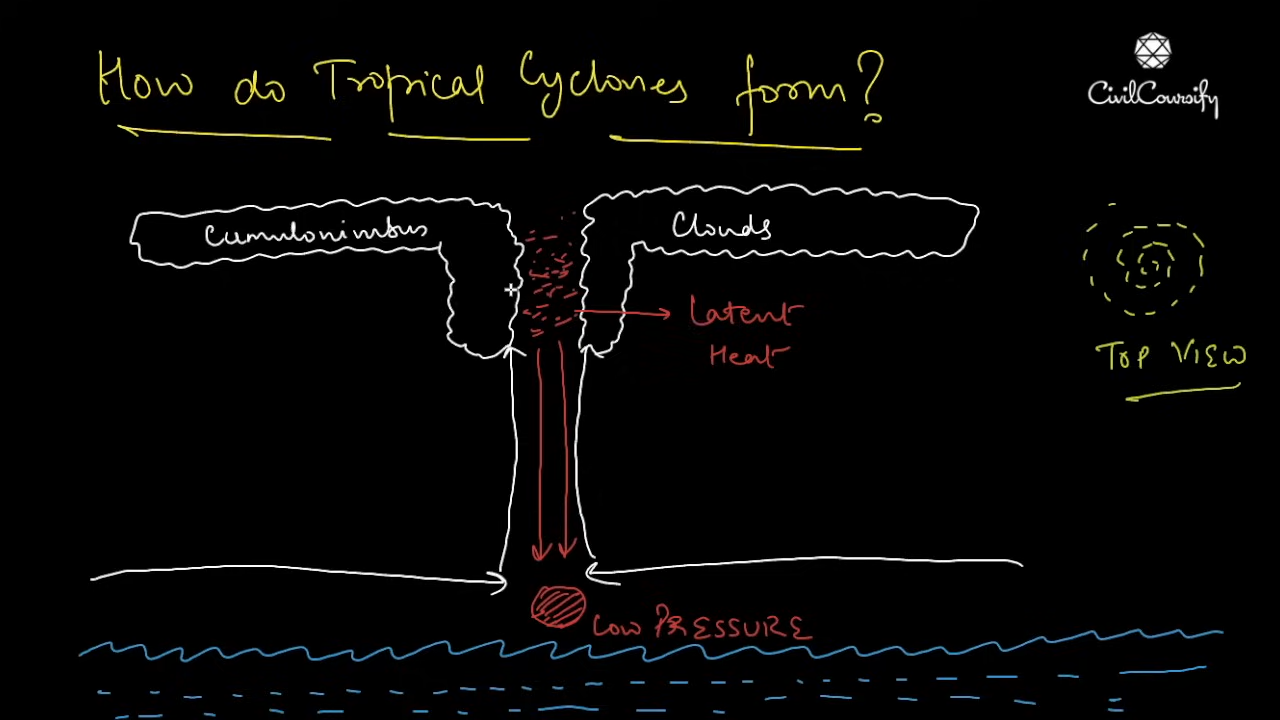 How do Tropical Cyclones form?
CivilCoursify
Cumulonimbus
Clouds
Latent
Heat
TOP VIEW
LOW PRESSURE